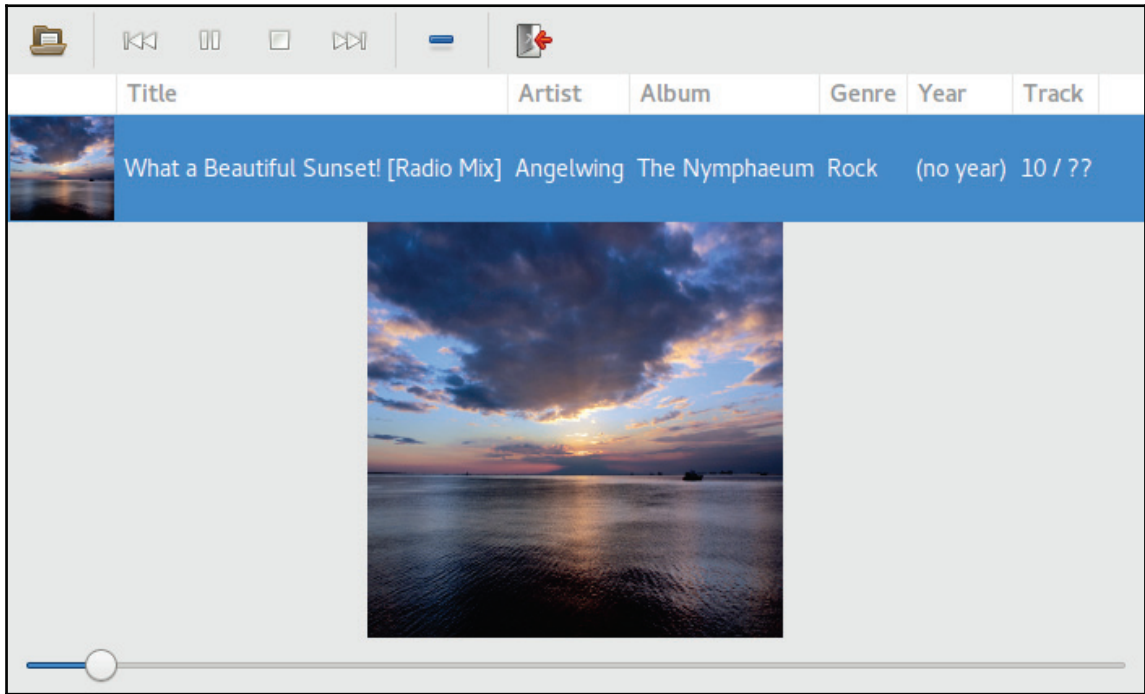 Title Artist Album Genre Year Track
What a Beautiful Sunset! [Radio Mix] Angelwing The Nymphaeum Rock (no year) 10 / ??